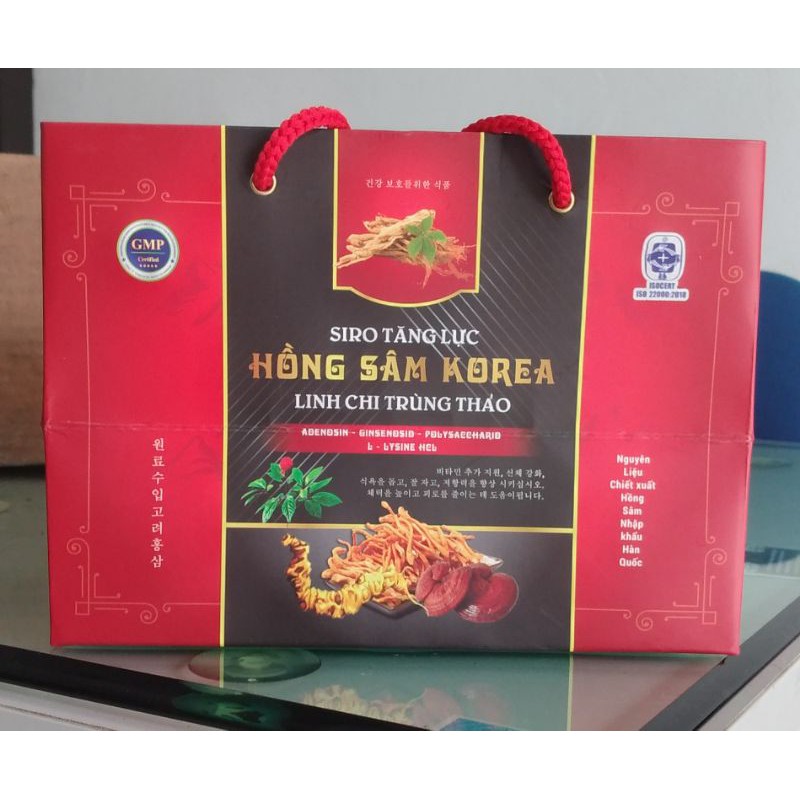 건강 보호를위한 식품
GMP
Certified
ISOCERT
ISO 22000:2018
SIRO TĂNG LỰC
HỒNG SÂM KOREA
LINH CHI TRÙNG THẢO
ADENOSIN - GINSENOSID - POLYSACCHARID
L - LYSINE HCL
비타민 추가 지원, 신체 강화,
식욕을 돕고, 잘 자고, 저항력을 향상 시키십시오.
체력을 높이고 피로를 줄이는 데 도움이됩니다.
원료수입고려홍삼
Nguyên
Liệu
Chiết xuất
Hồng
Sâm
Nhập
khẩu
Hàn
Quốc